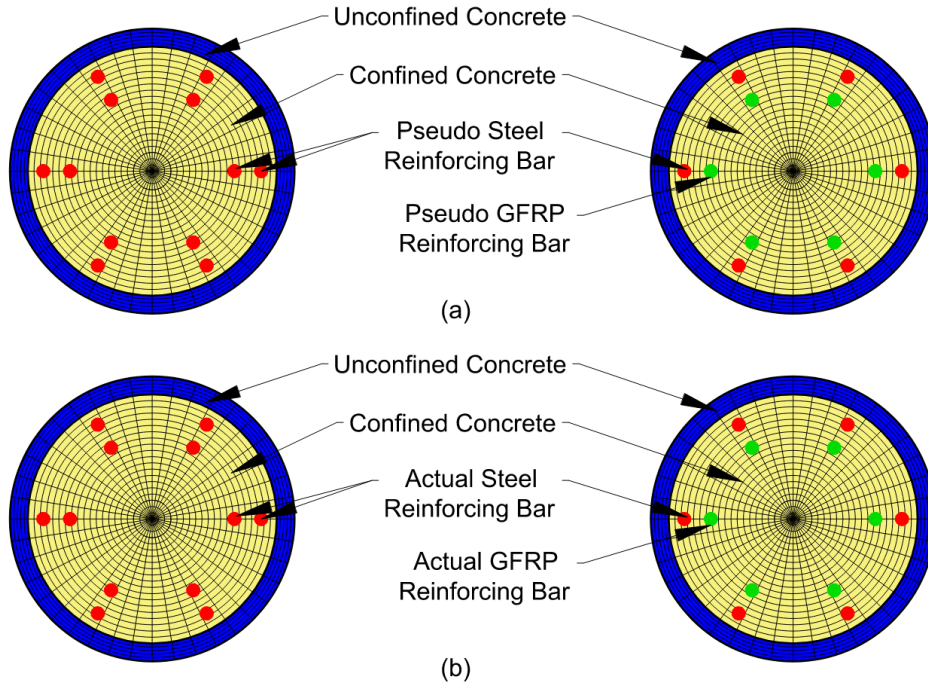 Unconfined Concrete
Confined Concrete
Pseudo Steel
Reinforcing Bar
Pseudo GFRP
Reinforcing Bar
(a)
Unconfined Concrete
Confined Concrete
Actual Steel
Reinforcing Bar
Actual GFRP
Reinforcing Bar
(b)